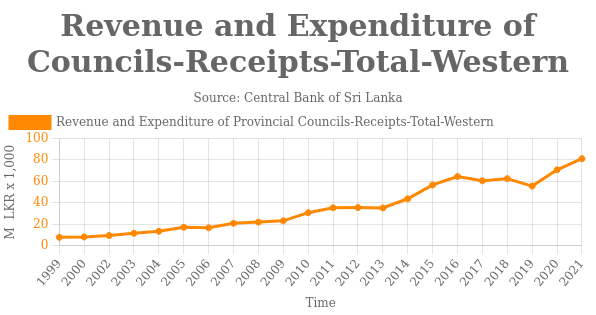 Revenue and Expenditure of
Councils-Receipts-Total-Western
Source: Central Bank of Sri Lanka
Revenue and Expenditure of Provincial Councils-Receipts-Total-Western
M LKR x 1,000
100
80
60
40
20
0
1999 2000 2002 2003 2004 2005 2006 2007 2008 2009 2010 2011 2012 2013 2014 2015 2016 2017 2018 2019 2020 2021
Time